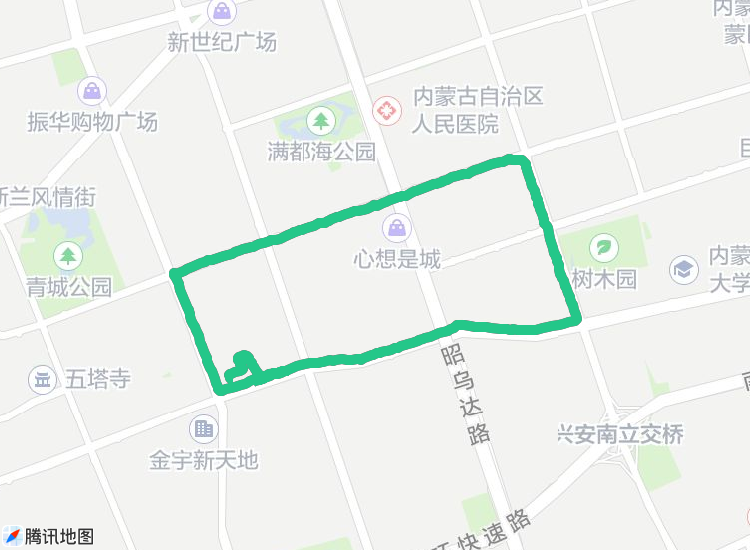 内蒙
蒙
新世纪广场
内蒙古自治区
人民医院
振华购物广场
满都海公园
新兰风情街
心想是城
内蒙
大学
树木园
青城公园
五塔寺
昭乌达路
兴安南立交桥
金宇新天地
快速路
腾讯地图